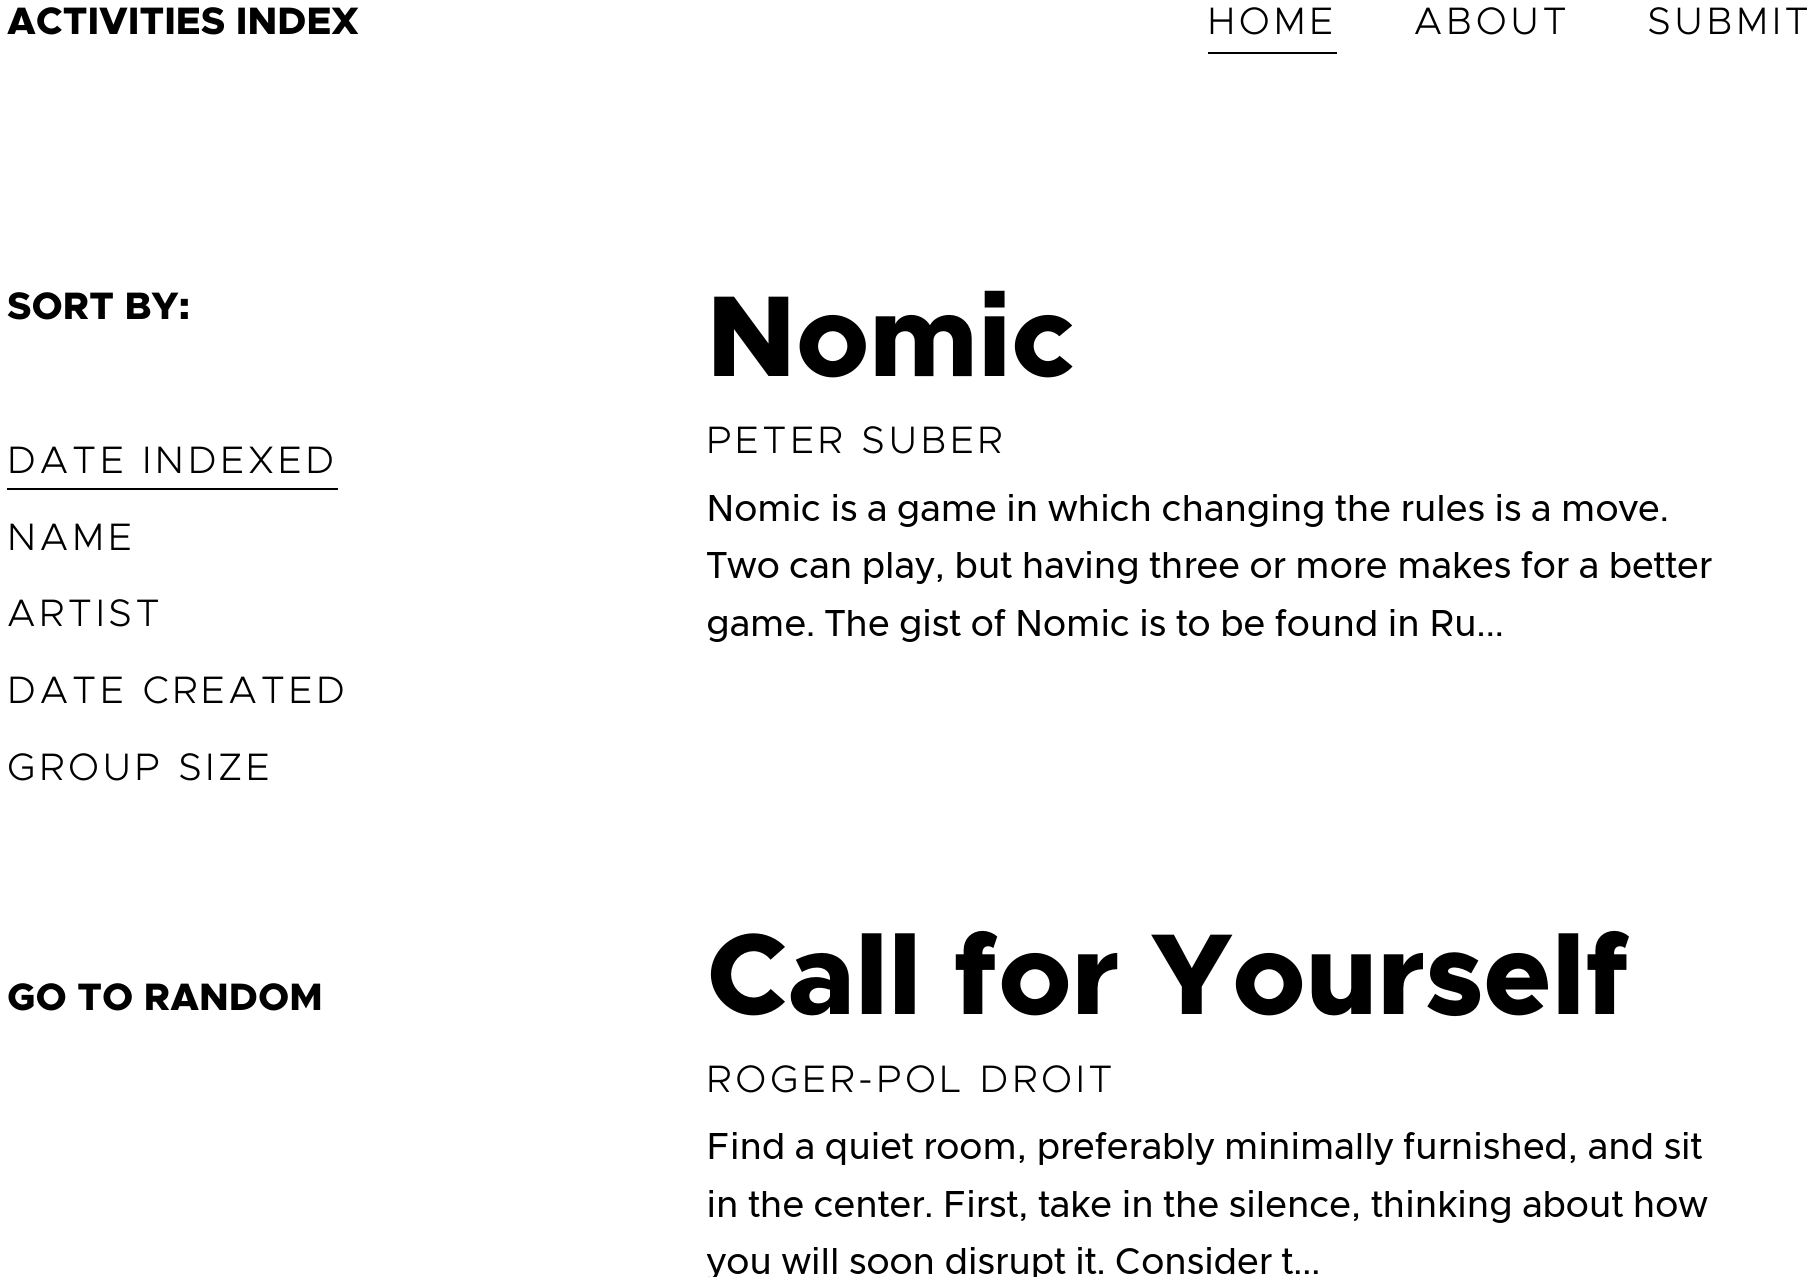 ACTIVITIES INDEX
HOME ABOUT SUBMIT
SORT BY:
DATE INDEXED
NAME
ARTIST
DATE CREATED
GROUP SIZE
GO TO RANDOM
Nomic
PETER SUBER
Nomic is a game in which changing the rules is a move.
Two can play, but having three or more makes for a better
game. The gist of Nomic is to be found in Ru...
Call for Yourself
ROGER-POL DROIT
Find a quiet room, preferably minimally furnished, and sit
in the center. First, take in the silence, thinking about how
you will soon disrupt it. Consider t...